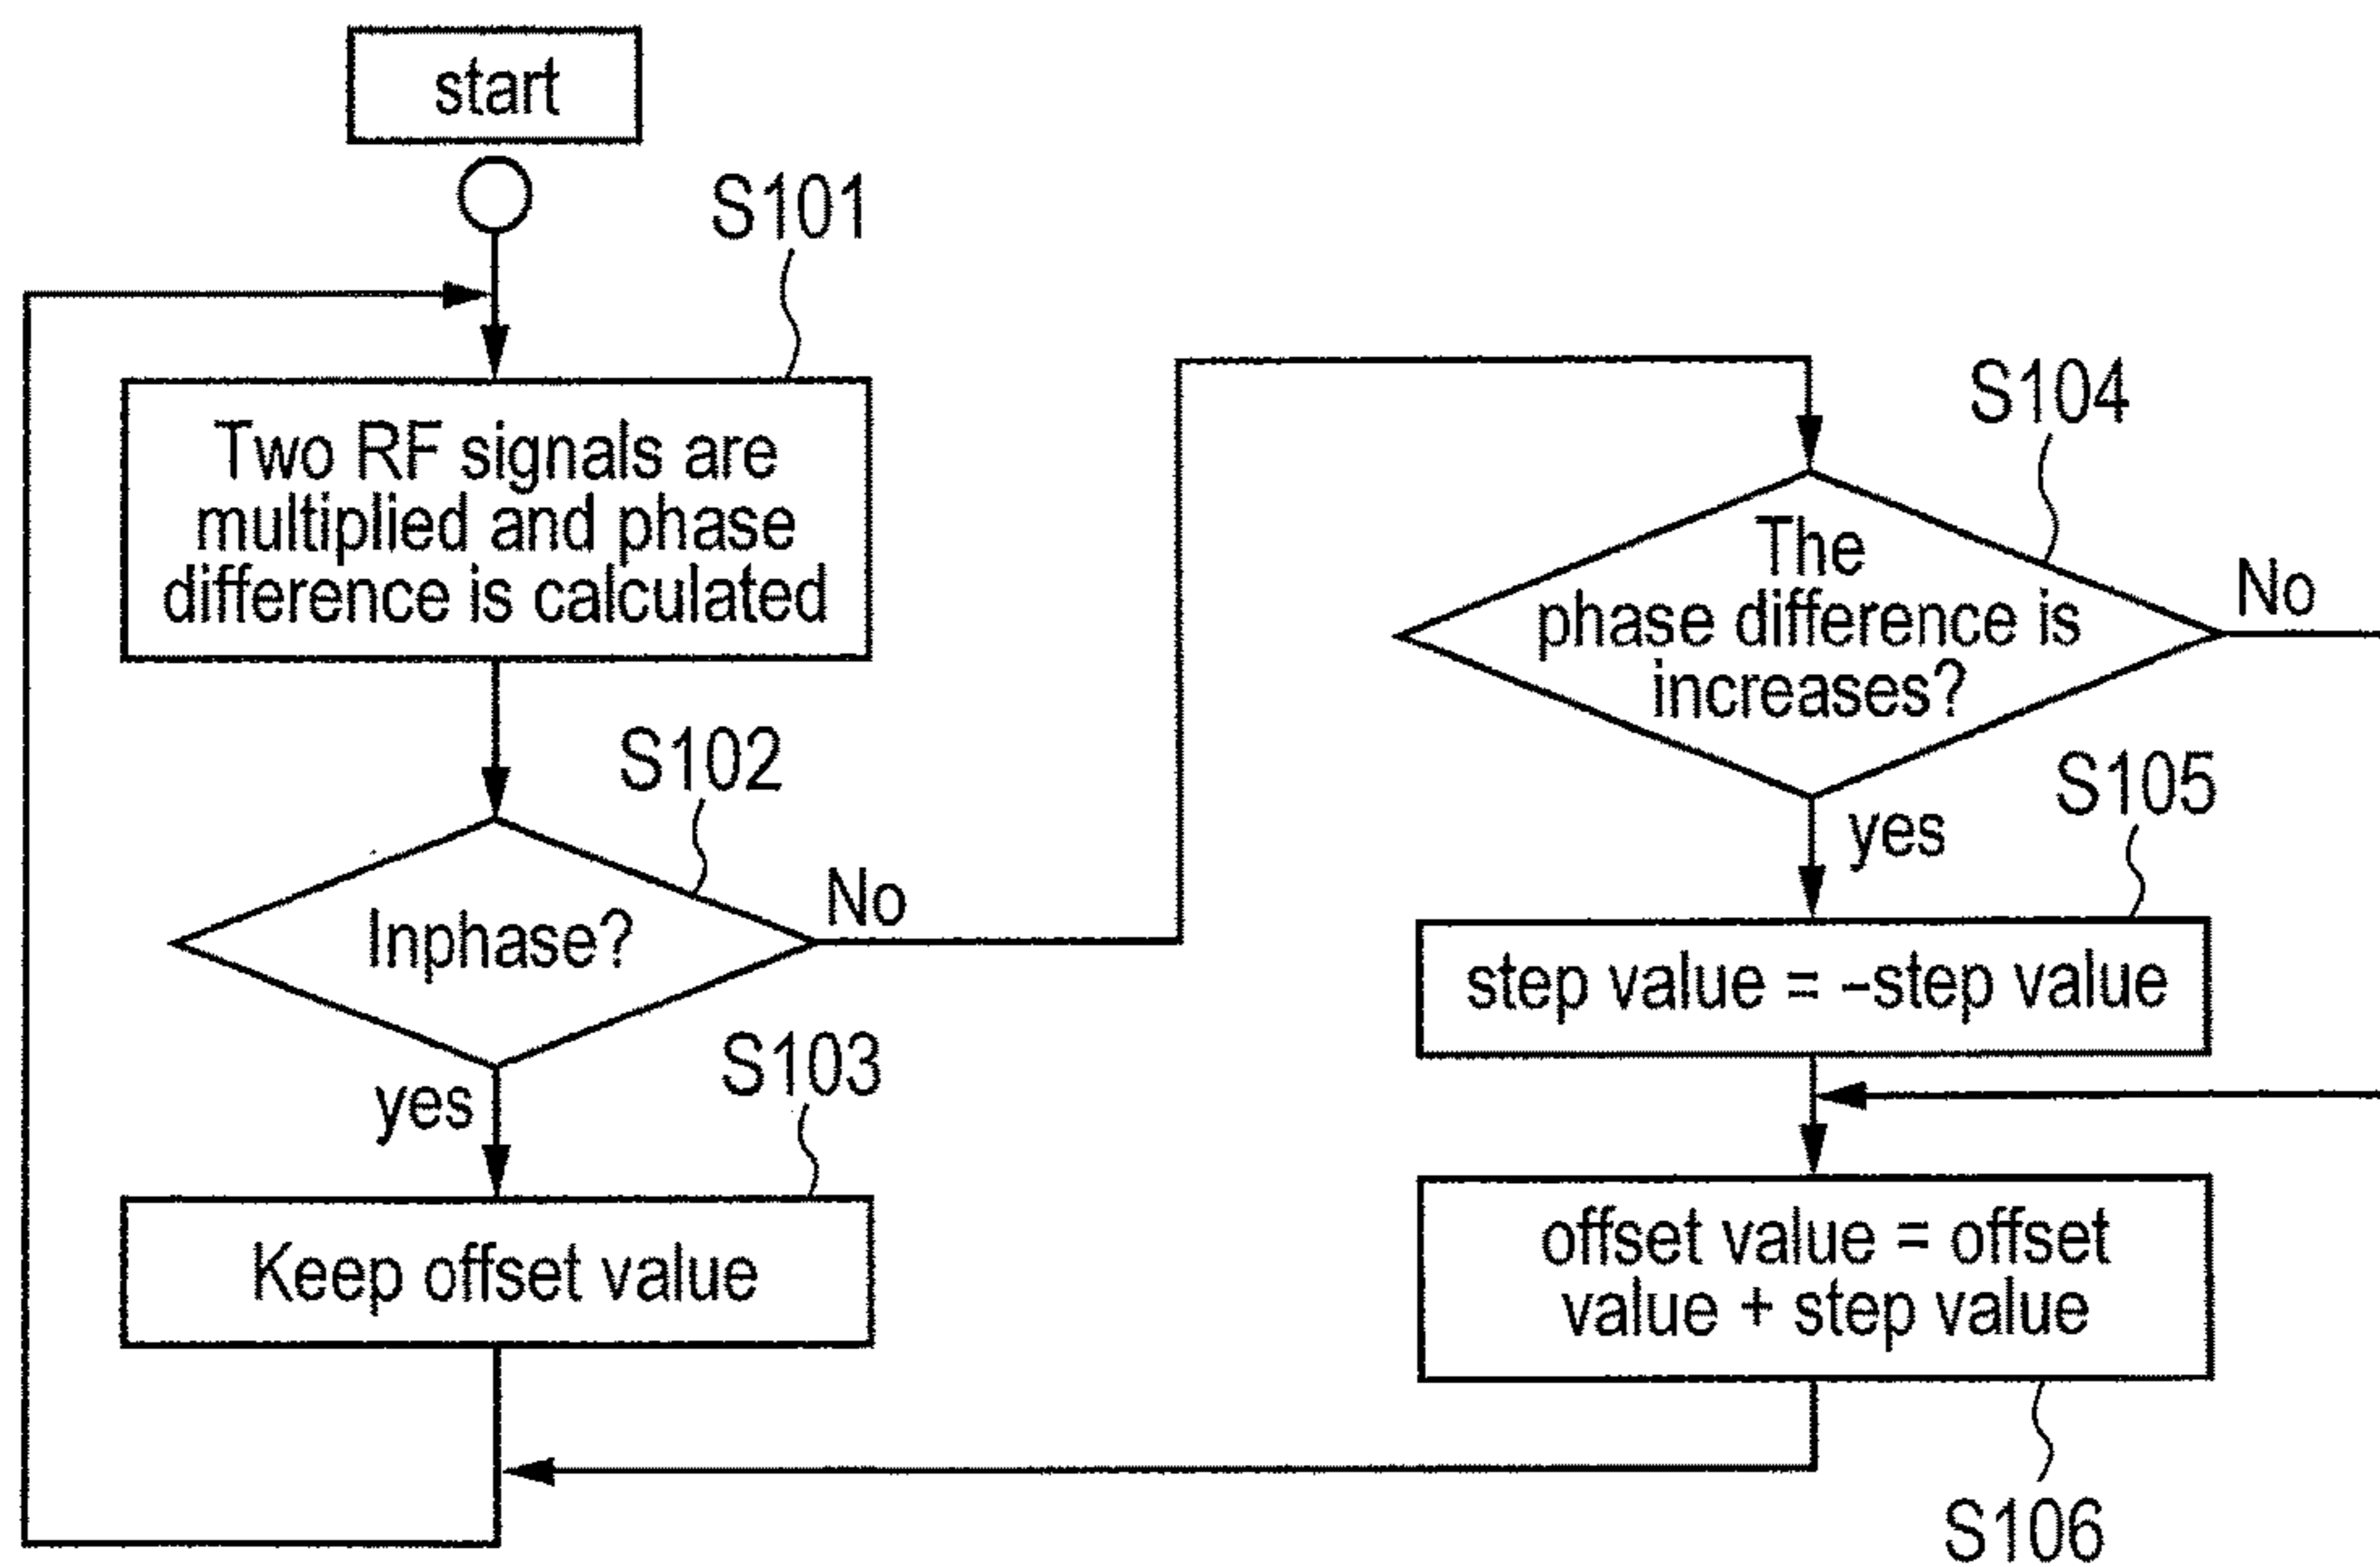 start
S101
Two RF signals are
multiplied and phase
difference is calculated
S102
Inphase?
No
yes
S103
Keep offset value
S104
The
phase difference is
increases?
No
yes
S105
step value = –step value
offset value = offset
value + step value
S106